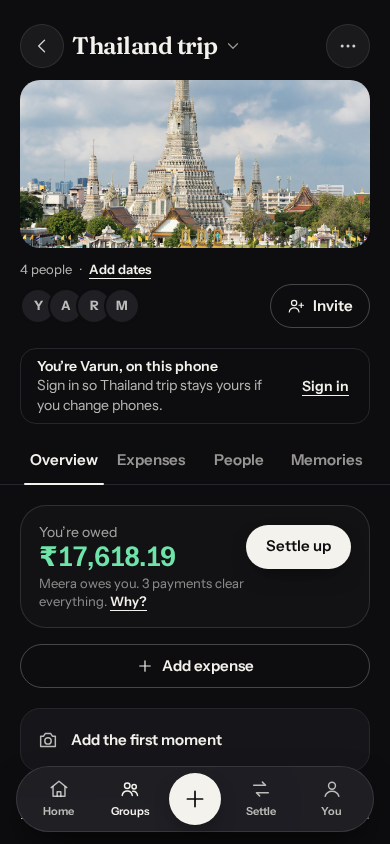 Thailand trip
4 people · Add dates
Y A R M
Invite
You're Varun, on this phone
Sign in so Thailand trip stays yours if
you change phones.
Sign in
Overview Expenses People Memories
You're owed
₹17,618.19
Settle up
Meera owes you. 3 payments clear
everything. Why?
Add expense
Add the first moment
Home Groups Settle You